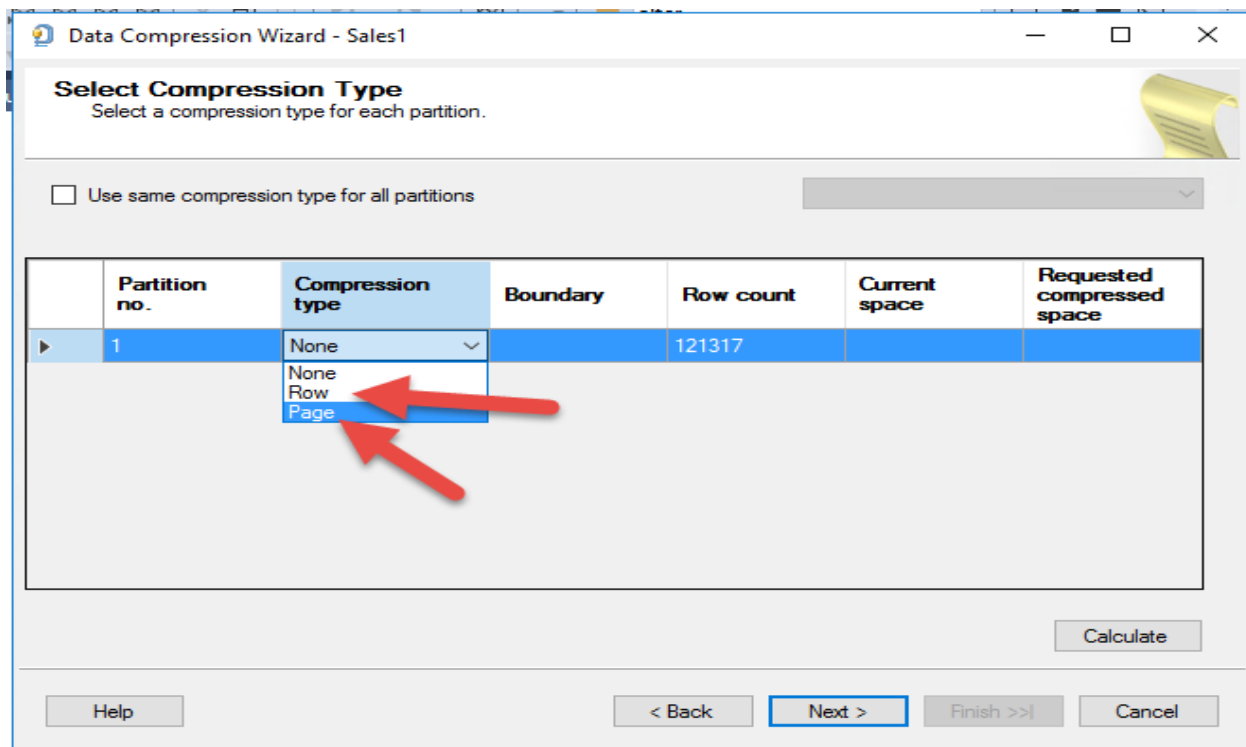 Data Compression Wizard - Sales1
Select Compression Type
Select a compression type for each partition.
Use same compression type for all partitions
Partition no.
Compression type
Boundary
Row count
Current space
Requested compressed space
1
None
121317
None
Row
Page
Calculate
Help
< Back
Next >
Finish >>|
Cancel